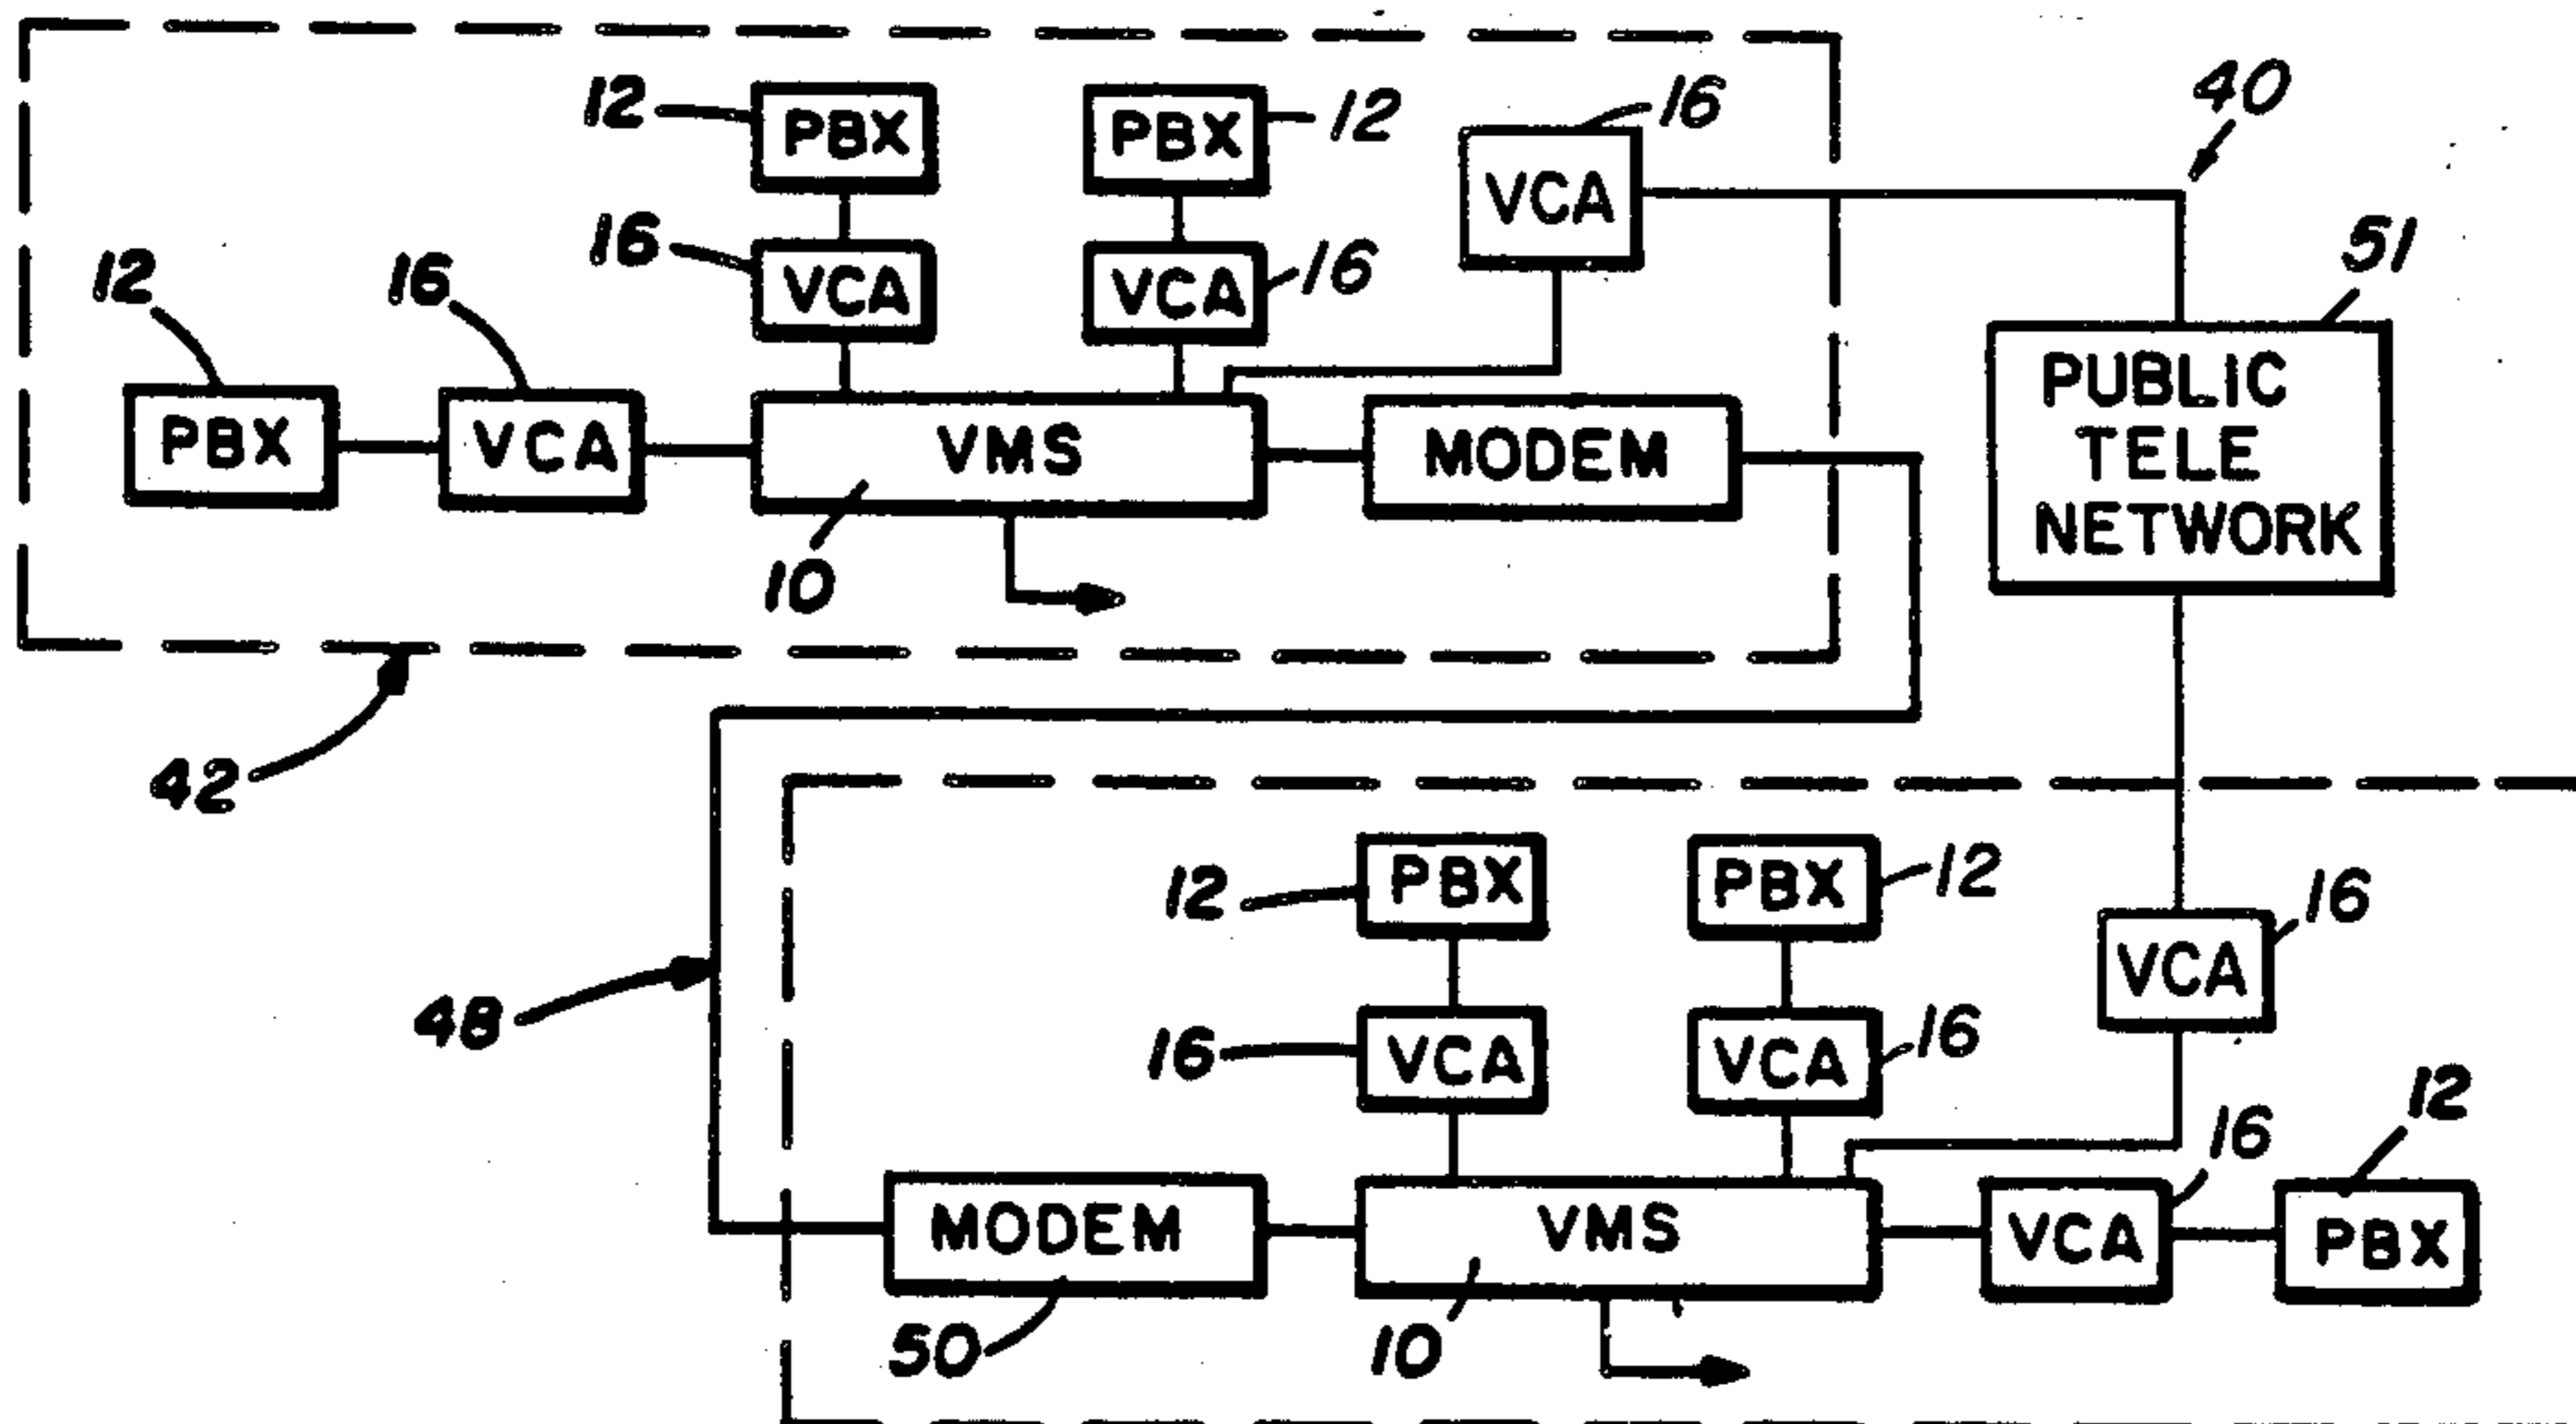 40
12 PBX
PBX 12
16
VCA
16 VCA
VCA 16
51
12
16
PUBLIC
TELE
NETWORK
PBX
VCA
VMS
MODEM
10
42
12 PBX
PBX 12
16
VCA
48
16 VCA
VCA 16
12
16
MODEM
VMS
VCA
PBX
50
10